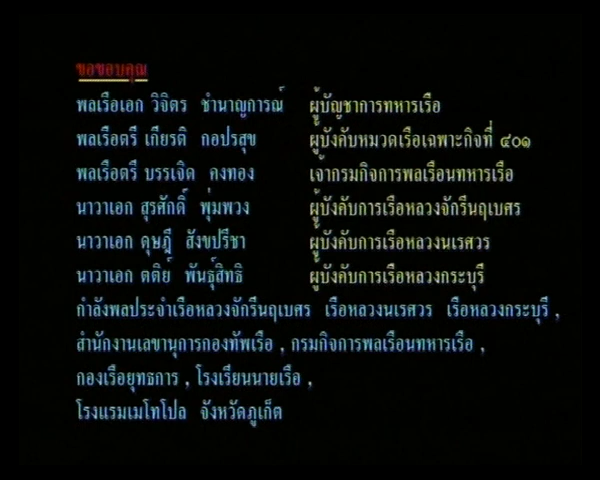 ขอขอบคุณ
พลเรือเอก วิจิตร ชำนาญการณ์ ผู้บัญชาการทหารเรือ
พลเรือตรี เกียรติ กอปรสุข ผู้บังคับหมวดเรือเฉพาะกิจที่ ๔๐๑
พลเรือตรี บรรเจิด คงทอง เจ้ากรมกิจการพลเรือนทหารเรือ
นาวาเอก สุรศักดิ์ พุ่มพวง ผู้บังคับการเรือหลวงจักรีนฤเบศร
นาวาเอก ดุษฎี สังขปรีชา ผู้บังคับการเรือหลวงนเรศวร
นาวาเอก ตติย์ พันธุ์สิทธิ ผู้บังคับการเรือหลวงกระบุรี
กำลังพลประจำเรือหลวงจักรีนฤเบศร เรือหลวงนเรศวร เรือหลวงกระบุรี ,
สำนักงานเลขานุการกองทัพเรือ , กรมกิจการพลเรือนทหารเรือ ,
กองเรือยุทธการ , โรงเรียนนายเรือ ,
โรงแรมเมโทโปล จังหวัดภูเก็ต